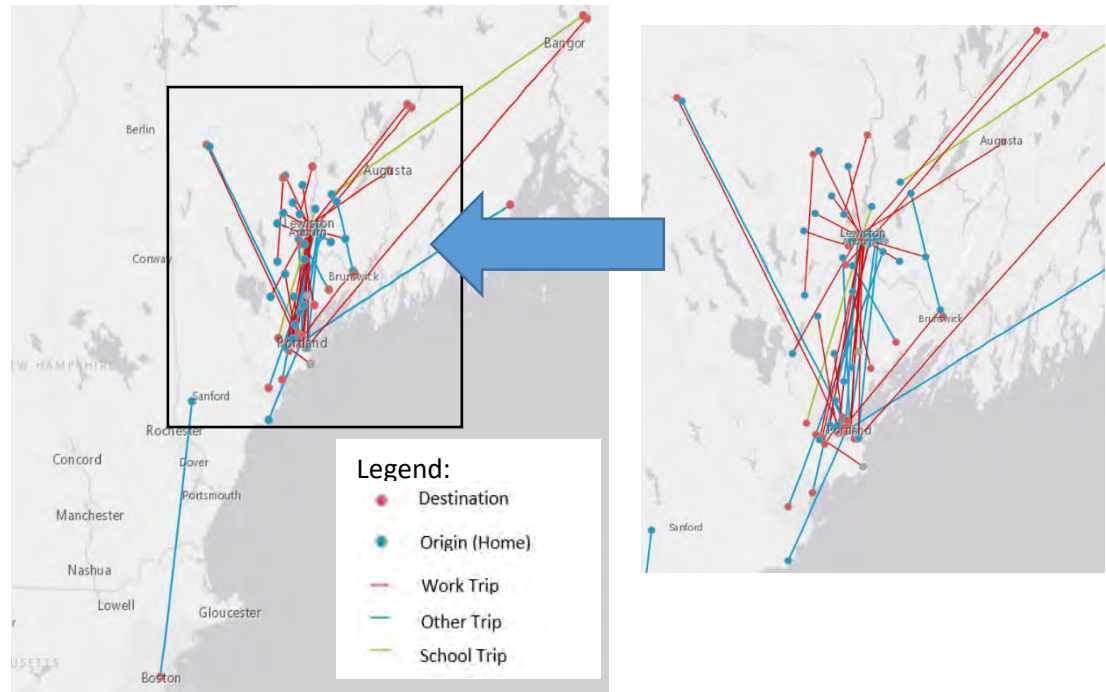 Bangor
Berlin
Augusta
Lewiston
Auburn
Conway
Brunswick
Portland
NEW HAMPSHIRE
Sanford
Rochester
Concord
Dover
Portsmouth
Manchester
Nashua
Lowell
Gloucester
Boston
Legend:
Destination
Origin (Home)
Work Trip
Other Trip
School Trip
Augusta
Lewiston
Auburn
Brunswick
Portland
Sanford